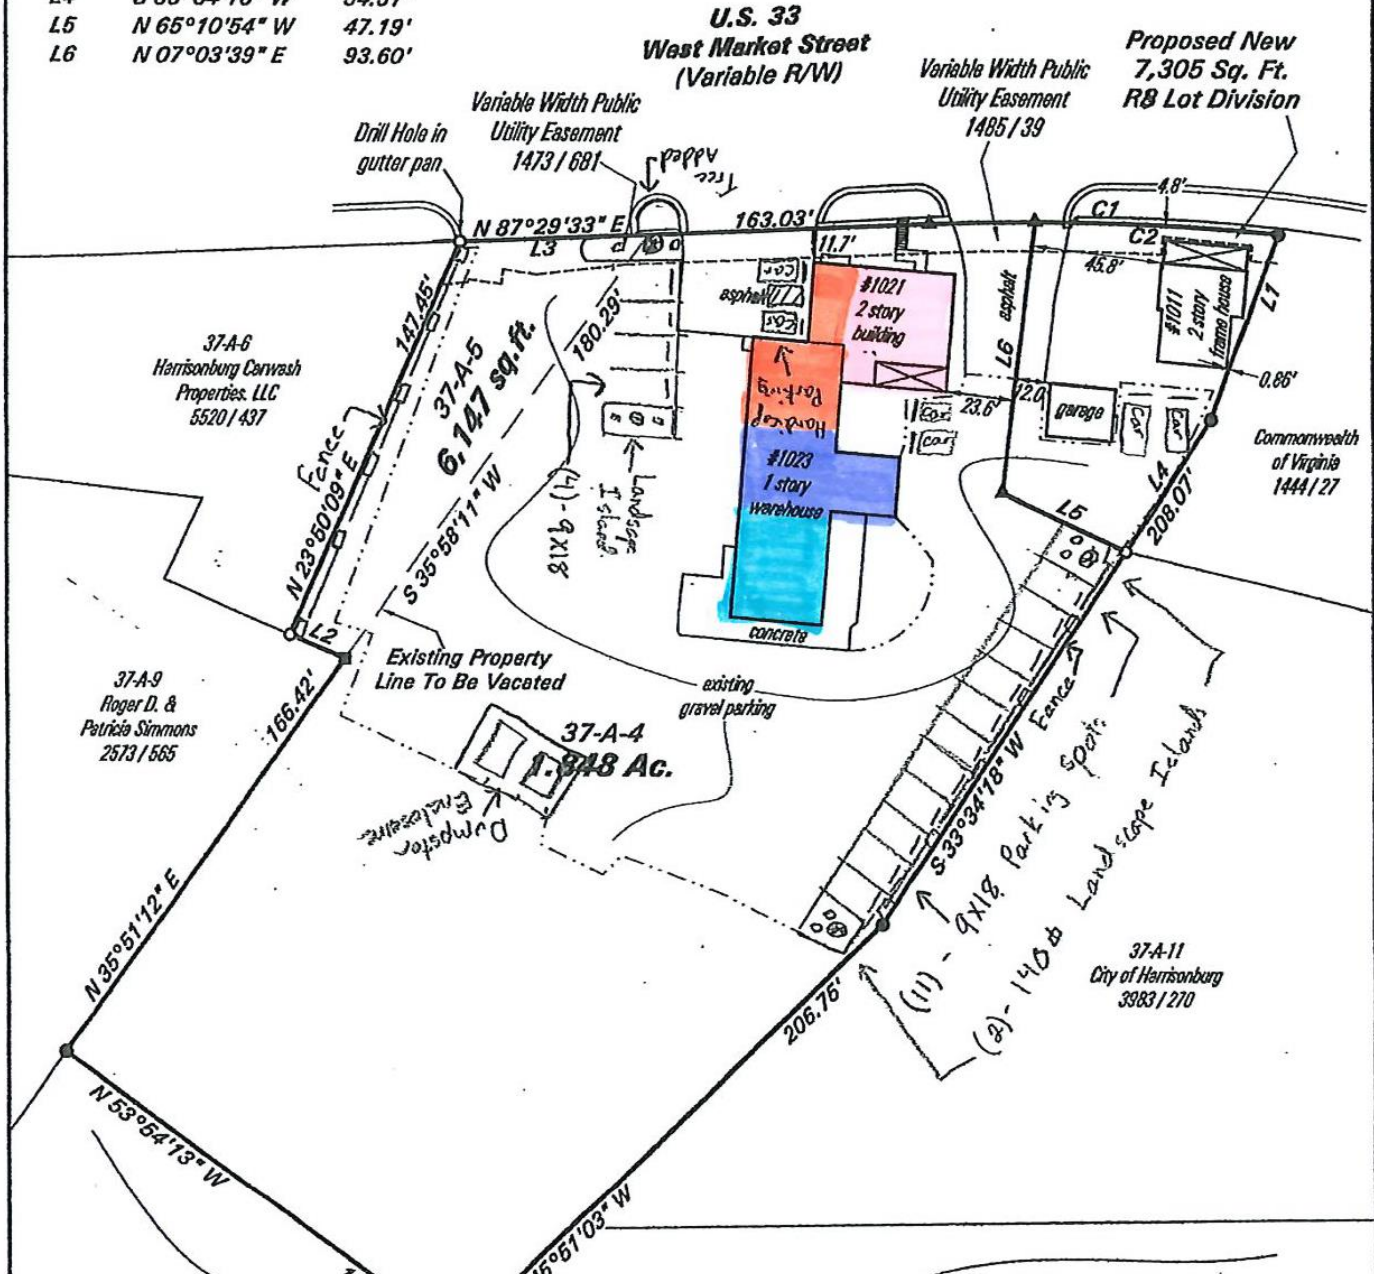 L5 N 65°10'54" W 47.19'
L6 N 07°03'39" E 93.60'
U.S. 33
West Market Street
(Variable R/W)
Proposed New
7,305 Sq. Ft.
R8 Lot Division
Variable Width Public
Utility Easement
1485/39
Variable Width Public
Utility Easement
1473/681
Drill Hole in
gutter pan
Tree
Added
N 87°29'33" E
163.03'
L3
C1
C2
4.8'
11.7'
45.8'
L1
L6
asphalt
asphalt
Car
Car
#1021
2 story
building
#1011
2 story
frame house
0.86'
147.45'
37-A-5
6,147 sq.ft.
180.29'
37-A-6
Harrisonburg Carwash
Properties, LLC
5520/437
Fence
N 23°50'09" E
S 35°58'11" W
Handicap
Parking
#1023
1 story
warehouse
concrete
23.6'
12.0
garage
Car
Car
Car
Car
L4
208.07'
L5
Commonwealth
of Virginia
1444/27
(4)-9x18
Landscape
Island
L2
Existing Property
Line To Be Vacated
existing
gravel parking
37-A-9
Roger D. &
Patricia Simmons
2573/565
166.42'
37-A-4
1.848 Ac.
Dumpster
Enclosure
Fence
S 33°34'18" W
(11)- 9x18 Parking Spots
(2)-140 Landscape Islands
37-A-11
City of Harrisonburg
3983/270
N 35°51'12" E
206.76'
N 53°54'13" W
5°51'03" W